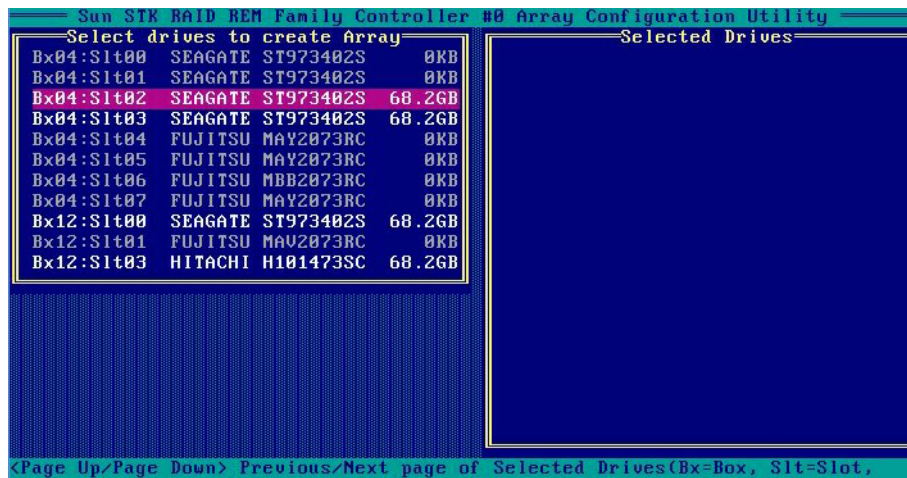 Sun STK RAID REM Family Controller #0 Array Configuration Utility
Select drives to create Array
Bx04:Slt00 SEAGATE ST973402S 0KB
Bx04:Slt01 SEAGATE ST973402S 0KB
Bx04:Slt02 SEAGATE ST973402S 68.2GB
Bx04:Slt03 SEAGATE ST973402S 68.2GB
Bx04:Slt04 FUJITSU MAY2073RC 0KB
Bx04:Slt05 FUJITSU MAY2073RC 0KB
Bx04:Slt06 FUJITSU MBB2073RC 0KB
Bx04:Slt07 FUJITSU MAY2073RC 0KB
Bx12:Slt00 SEAGATE ST973402S 68.2GB
Bx12:Slt01 FUJITSU MAV2073RC 0KB
Bx12:Slt03 HITACHI H101473SC 68.2GB
Selected Drives
<Page Up/Page Down> Previous/Next page of Selected Drives(Bx=Box, Slt=Slot,